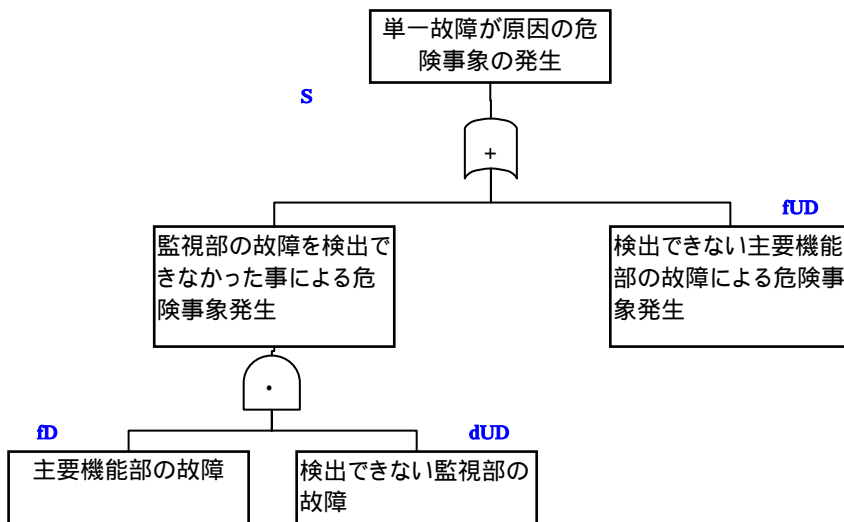 単一故障が原因の危
険事象の発生
S
+
fUD
監視部の故障を検出で
きなかった事による危
険事象発生
検出できない主要機能
部の故障による危険事
象発生
・
fD
dUD
主要機能部の故障
検出できない監視部の
故障